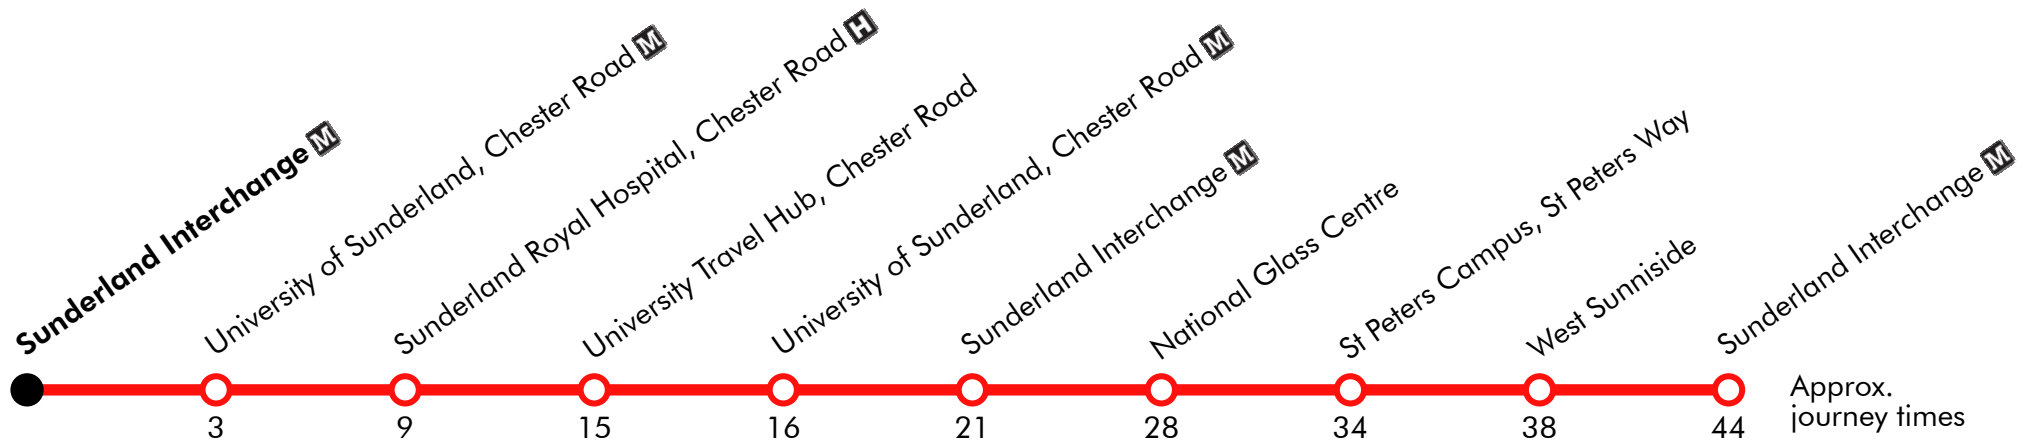 Sunderland Interchange M
University of Sunderland, Chester Road M
Sunderland Royal Hospital, Chester Road H
University Travel Hub, Chester Road
University of Sunderland, Chester Road M
Sunderland Interchange M
National Glass Centre
St Peters Campus, St Peters Way
West Sunniside
Sunderland Interchange M
3 9 15 16 21 28 34 38 44
Approx.
journey times